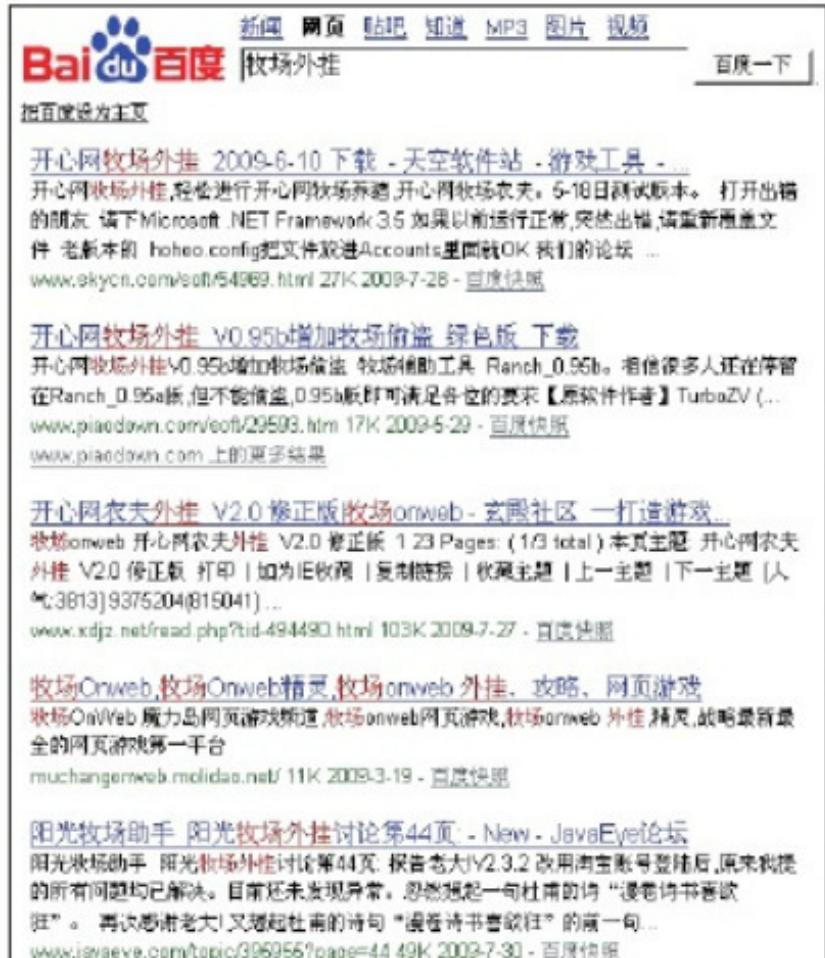 新闻 网页 贴吧 知道 MP3 图片 视频
Bai du 百度 牧场外挂 百度一下
把百度设为主页
开心网牧场外挂 2009-6-10 下载 - 天空软件站 - 游戏工具 - ...
开心网牧场外挂,轻松进行开心网牧场养殖,开心网牧场农夫。5-18日测试版本。 打开出错
的朋友 请下Microsoft .NET Framework 3.5 如果以前运行正常,突然出错,请重新覆盖文
件 老版本的 hoheo.config把文件放进Accounts里面就OK 我们的论坛 ...
www.skycn.com/soft/54969.html 27K 2009-7-28 - 百度快照
开心网牧场外挂 V0.95b增加牧场偷盗 绿色版 下载
开心网牧场外挂V0.95b增加牧场偷盗 牧场辅助工具 Ranch_0.95b。相信很多人还在停留
在Ranch_0.95a版,但不能偷盗,0.95b版即可满足各位的要求【原软件作者】TurboZV (...
www.piaodown.com/soft/29593.htm 17K 2009-5-29 - 百度快照
www.piaodown.com 上的更多结果
开心网农夫外挂 V2.0 修正版|牧场onweb - 玄殿社区 —打造游戏...
牧场onweb 开心网农夫外挂 V2.0 修正版 1 23 Pages: ( 1/3 total ) 本页主题: 开心网农夫
外挂 V2.0 修正版 打印 | 加为IE收藏 | 复制链接 | 收藏主题 | 上一主题 | 下一主题 [人
气:3813] 9375204(815041) ...
www.xdjz.net/read.php?tid-494490.html 103K 2009-7-27 - 百度快照
牧场Onweb,牧场Onweb精灵,牧场onweb 外挂、攻略、网页游戏
牧场OnWeb 魔力岛网页游戏频道,牧场onweb网页游戏,牧场onweb 外挂,精灵,战略最新最
全的网页游戏第一平台
muchangonweb.molidao.net/ 11K 2009-3-19 - 百度快照
阳光牧场助手 阳光牧场外挂讨论第44页: - New - JavaEye论坛
阳光牧场助手 阳光牧场外挂讨论第44页: 报告老大!V2.3.2 改用淘宝账号登陆后,原来我提
的所有问题均已解决。目前还未发现异常。忽然想起一句杜甫的诗“漫卷诗书喜欲
狂”。 再次感谢老大! 又想起杜甫的诗句“漫卷诗书喜欲狂”的前一句...
www.javaeye.com/topic/395955?page=44 49K 2009-7-30 - 百度快照